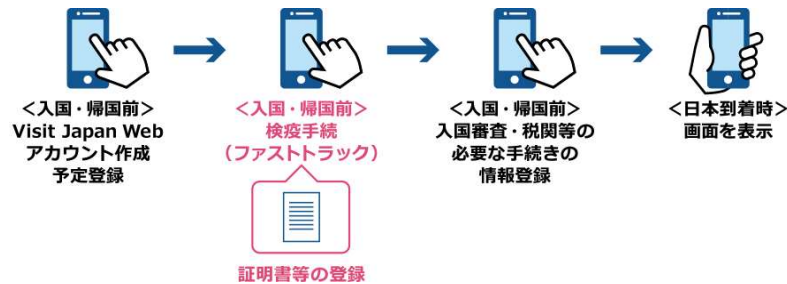 <入国・帰国前>
Visit Japan Web
アカウント作成
予定登録
<入国・帰国前>
検疫手続
（ファストトラック）
証明書等の登録
<入国・帰国前>
入国審査・税関等の
必要な手続きの
情報登録
<日本到着時>
画面を表示